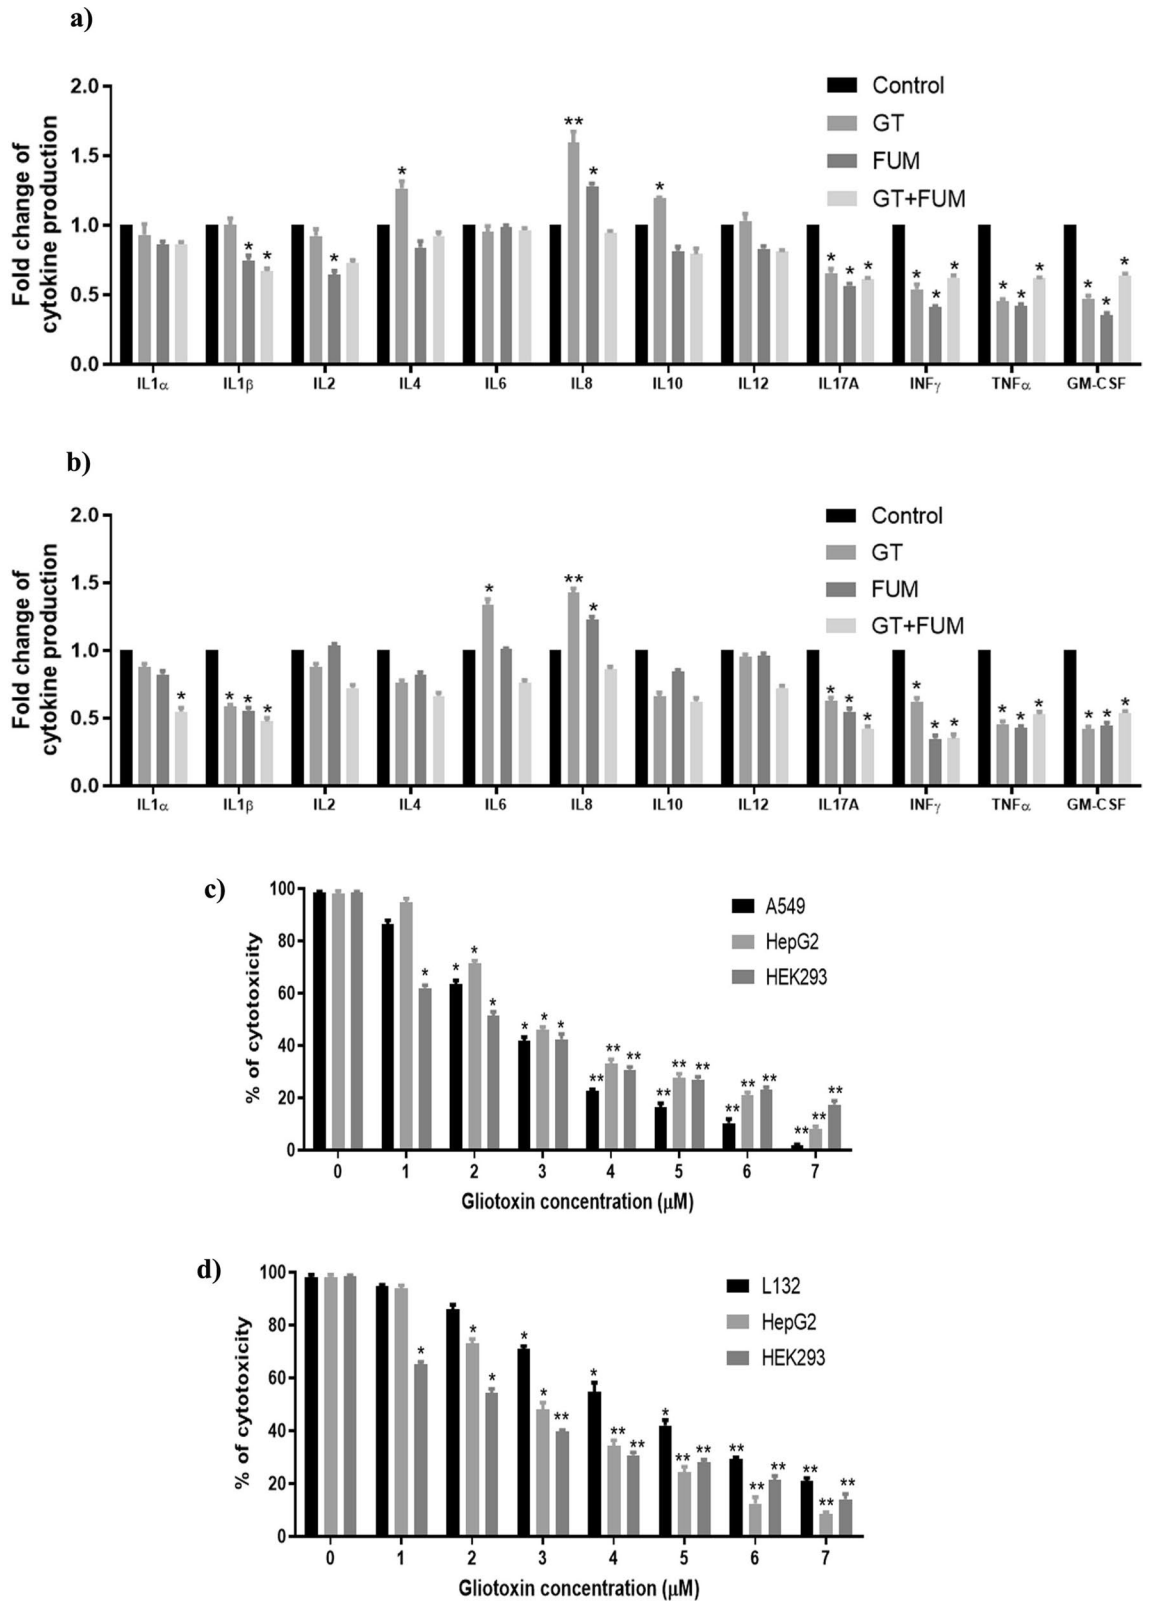 a)
Fold change of
cytokine production
2.0
1.5
1.0
0.5
0.0
Control
GT
FUM
GT+FUM
* * * * ** * * * * * * * * * * * * * *
IL1α IL1β IL2 IL4 IL6 IL8 IL10 IL12 IL17A INFγ TNFα GM-CSF
b)
Fold change of
cytokine production
2.0
1.5
1.0
0.5
0.0
Control
GT
FUM
GT+FUM
* * * * * ** * * * * * * * * * * * * *
IL1α IL1β IL2 IL4 IL6 IL8 IL10 IL12 IL17A INFγ TNFα GM-CSF
c)
% of cytotoxicity
100
80
60
40
20
0
A549
HepG2
HEK293
* * * * * * * ** ** ** ** ** ** ** ** ** ** ** **
0 1 2 3 4 5 6 7
Gliotoxin concentration (µM)
d)
% of cytotoxicity
100
80
60
40
20
0
L132
HepG2
HEK293
* * * * * ** * ** ** * ** ** ** ** ** ** ** **
0 1 2 3 4 5 6 7
Gliotoxin concentration (µM)